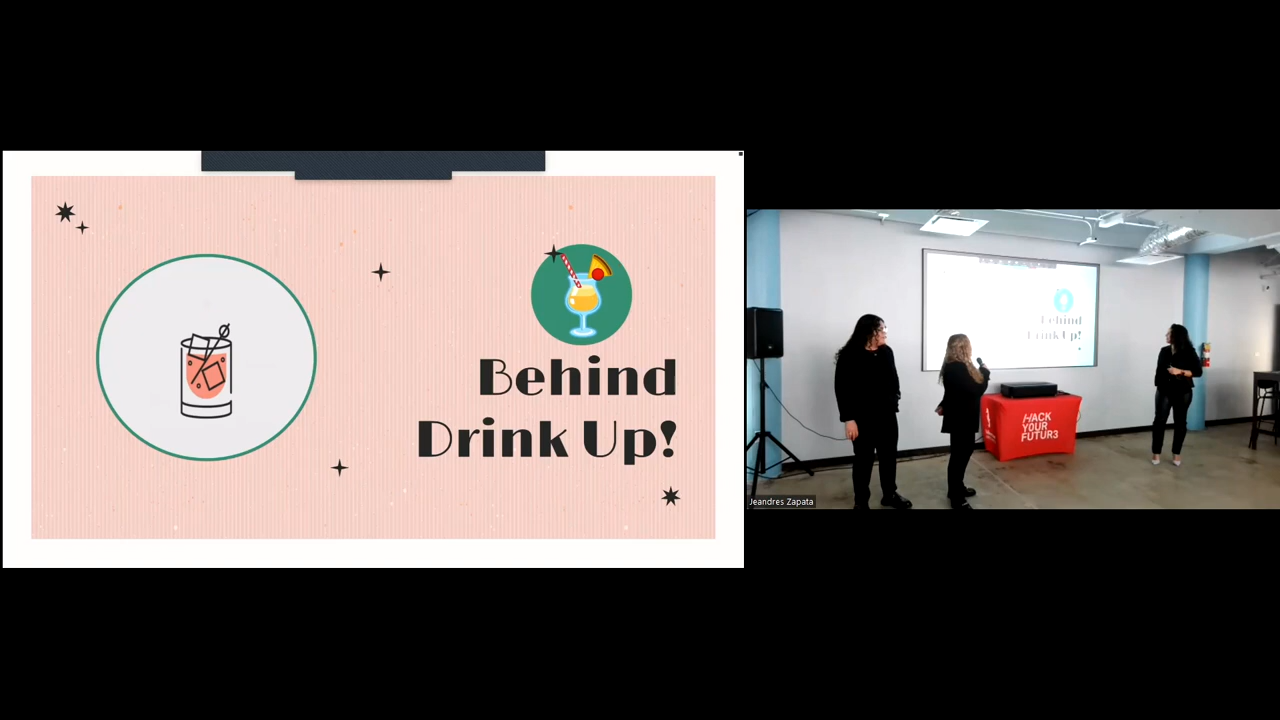 Behind
Drink Up!
Behind
Drink Up!
HACK
YOUR
FUTUR3
Jeandres Zapata